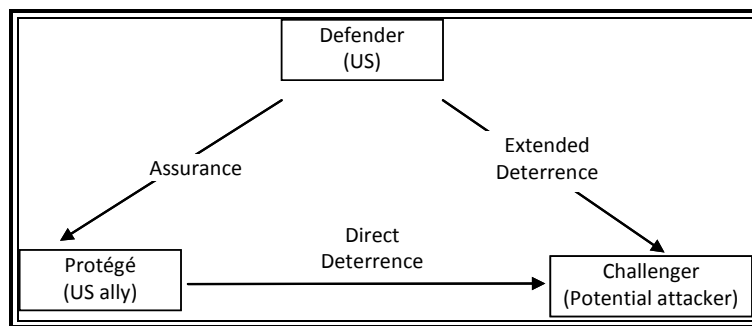 Defender
(US)
Assurance
Extended
Deterrence
Direct
Deterrence
Protégé
(US ally)
Challenger
(Potential attacker)